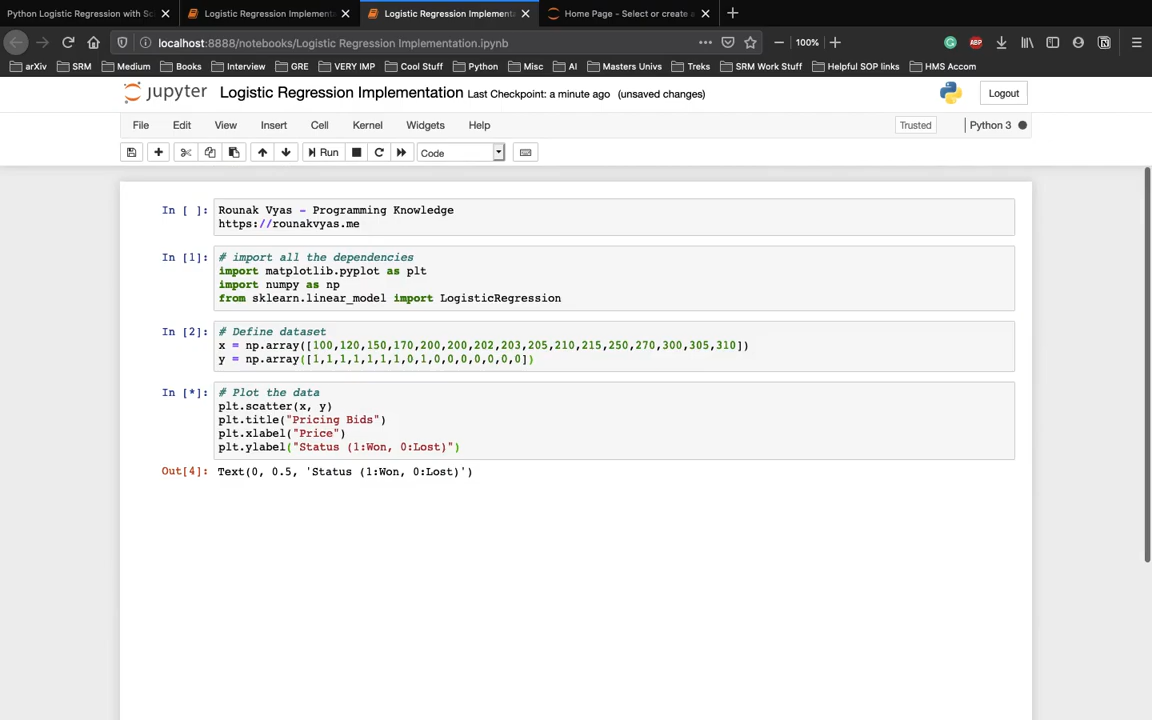 Python Logistic Regression with Sc
Logistic Regression Implementa
Logistic Regression Implementa
Home Page - Select or create a
localhost:8888/notebooks/Logistic Regression Implementation.ipynb
100%
ABP
arXiv SRM Medium Books Interview GRE VERY IMP Cool Stuff Python Misc AI Masters Univs Treks SRM Work Stuff Helpful SOP links HMS Accom
jupyter Logistic Regression Implementation Last Checkpoint: a minute ago (unsaved changes) Logout
File Edit View Insert Cell Kernel Widgets Help Trusted Python 3
Run Code
In [ ]: Rounak Vyas - Programming Knowledge
https://rounakvyas.me
In [1]: # import all the dependencies
import matplotlib.pyplot as plt
import numpy as np
from sklearn.linear_model import LogisticRegression
In [2]: # Define dataset
x = np.array([100,120,150,170,200,200,202,203,205,210,215,250,270,300,305,310])
y = np.array([1,1,1,1,1,1,1,0,1,0,0,0,0,0,0,0])
In [*]: # Plot the data
plt.scatter(x, y)
plt.title("Pricing Bids")
plt.xlabel("Price")
plt.ylabel("Status (1:Won, 0:Lost)")
Out[4]: Text(0, 0.5, 'Status (1:Won, 0:Lost)')